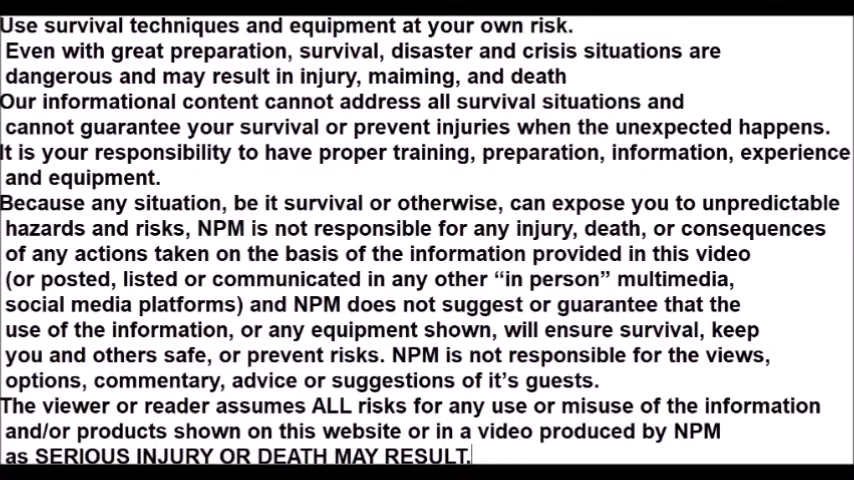 Use survival techniques and equipment at your own risk.
Even with great preparation, survival, disaster and crisis situations are
dangerous and may result in injury, maiming, and death
Our informational content cannot address all survival situations and
cannot guarantee your survival or prevent injuries when the unexpected happens.
It is your responsibility to have proper training, preparation, information, experience
and equipment.
Because any situation, be it survival or otherwise, can expose you to unpredictable
hazards and risks, NPM is not responsible for any injury, death, or consequences
of any actions taken on the basis of the information provided in this video
(or posted, listed or communicated in any other “in person” multimedia,
social media platforms) and NPM does not suggest or guarantee that the
use of the information, or any equipment shown, will ensure survival, keep
you and others safe, or prevent risks. NPM is not responsible for the views,
options, commentary, advice or suggestions of it’s guests.
The viewer or reader assumes ALL risks for any use or misuse of the information
and/or products shown on this website or in a video produced by NPM
as SERIOUS INJURY OR DEATH MAY RESULT.